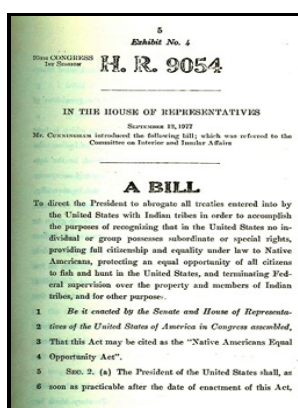 5
Exhibit No. 4
95TH CONGRESS
1ST SESSION
H. R. 9054
IN THE HOUSE OF REPRESENTATIVES
SEPTEMBER 12, 1977
Mr. CUNNINGHAM introduced the following bill; which was referred to the
Committee on Interior and Insular Affairs
A BILL
To direct the President to abrogate all treaties entered into by
the United States with Indian tribes in order to accomplish
the purposes of recognizing that in the United States no in-
dividual or group possesses subordinate or special rights,
providing full citizenship and equality under law to Native
Americans, protecting an equal opportunity of all citizens
to fish and hunt in the United States, and terminating Fed-
eral supervision over the property and members of Indian
tribes, and for other purposes.
1 Be it enacted by the Senate and House of Representa-
2 tives of the United States of America in Congress assembled,
3 That this Act may be cited as the "Native Americans Equal
4 Opportunity Act".
5 SEC. 2. (a) The President of the United States shall, as
6 soon as practicable after the date of enactment of this Act,